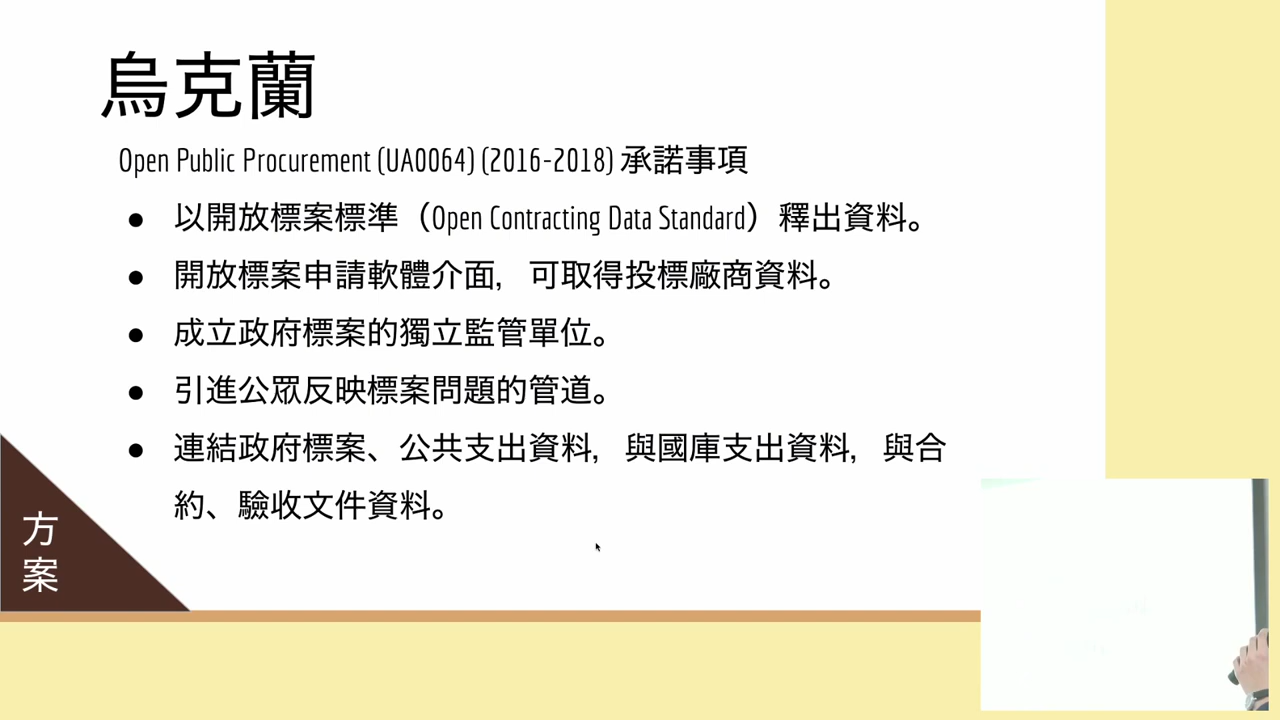 烏克蘭
Open Public Procurement (UA0064) (2016-2018) 承諾事項
● 以開放標案標準（Open Contracting Data Standard）釋出資料。
● 開放標案申請軟體介面，可取得投標廠商資料。
● 成立政府標案的獨立監管單位。
● 引進公眾反映標案問題的管道。
● 連結政府標案、公共支出資料，與國庫支出資料，與合
約、驗收文件資料。
方
案